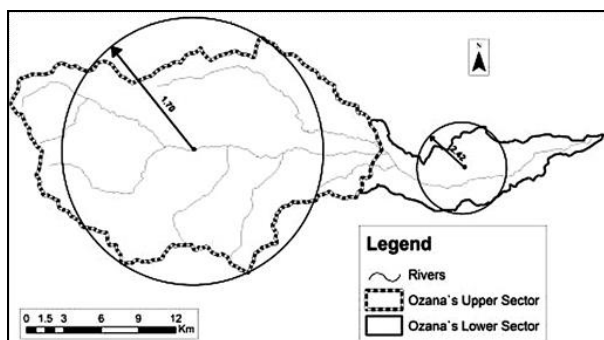 N
1.70
2.42
Legend
Rivers
Ozana`s Upper Sector
Ozana`s Lower Sector
0 1.5 3 6 9 12
Km